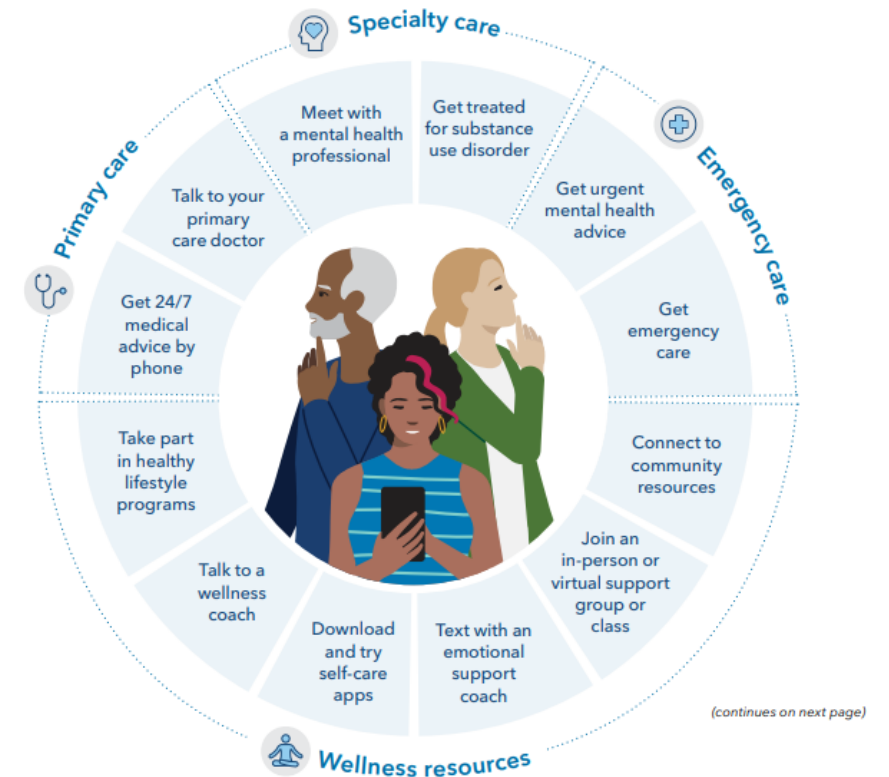 Specialty care
Meet with
a mental health
professional
Get treated
for substance
use disorder
Emergency care
Get urgent
mental health
advice
Get
emergency
care
Primary care
Talk to your
primary
care doctor
Get 24/7
medical
advice by
phone
Take part
in healthy
lifestyle
programs
Talk to a
wellness
coach
Download
and try
self-care
apps
Text with an
emotional
support
coach
Join an
in-person or
virtual support
group or
class
Connect to
community
resources
Wellness resources
(continues on next page)